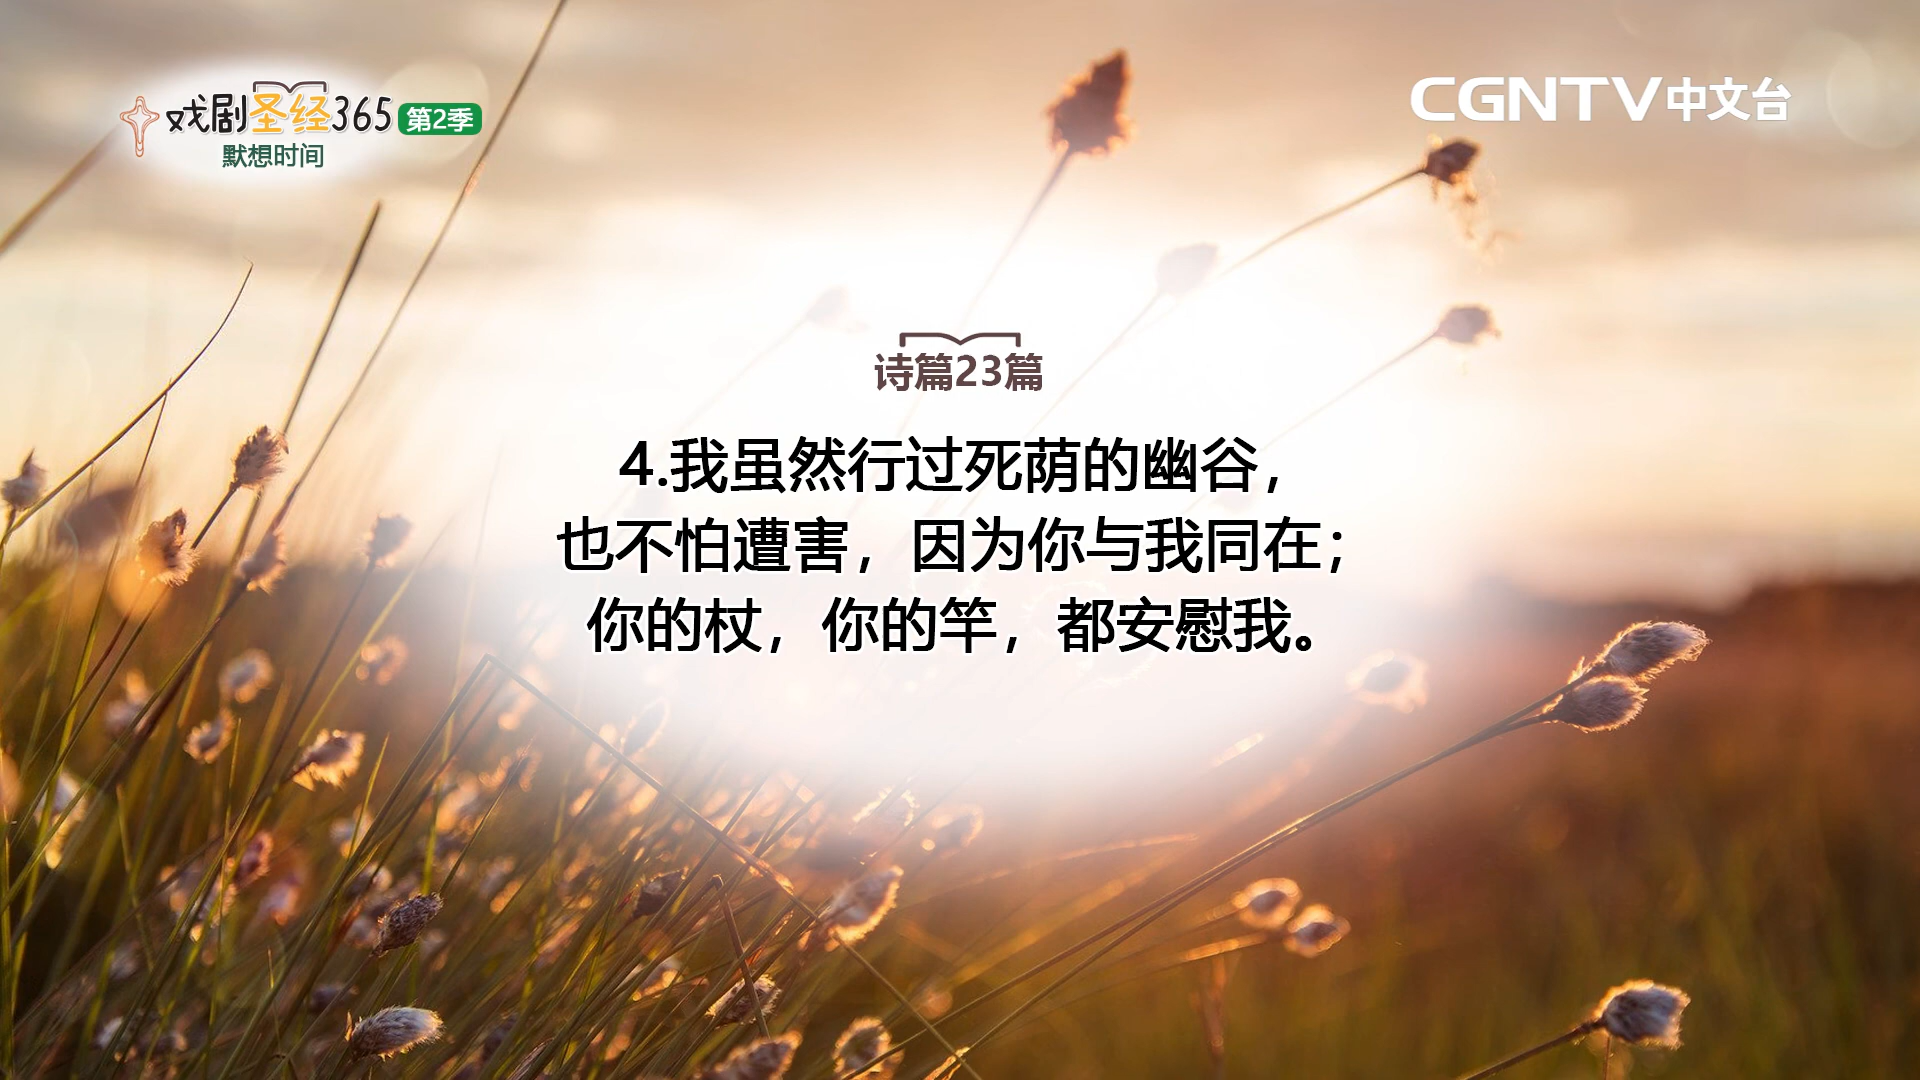 戏剧圣经365 第2季
默想时间
CGNTV中文台
诗篇23篇
4.我虽然行过死荫的幽谷，
也不怕遭害，因为你与我同在；
你的杖，你的竿，都安慰我。